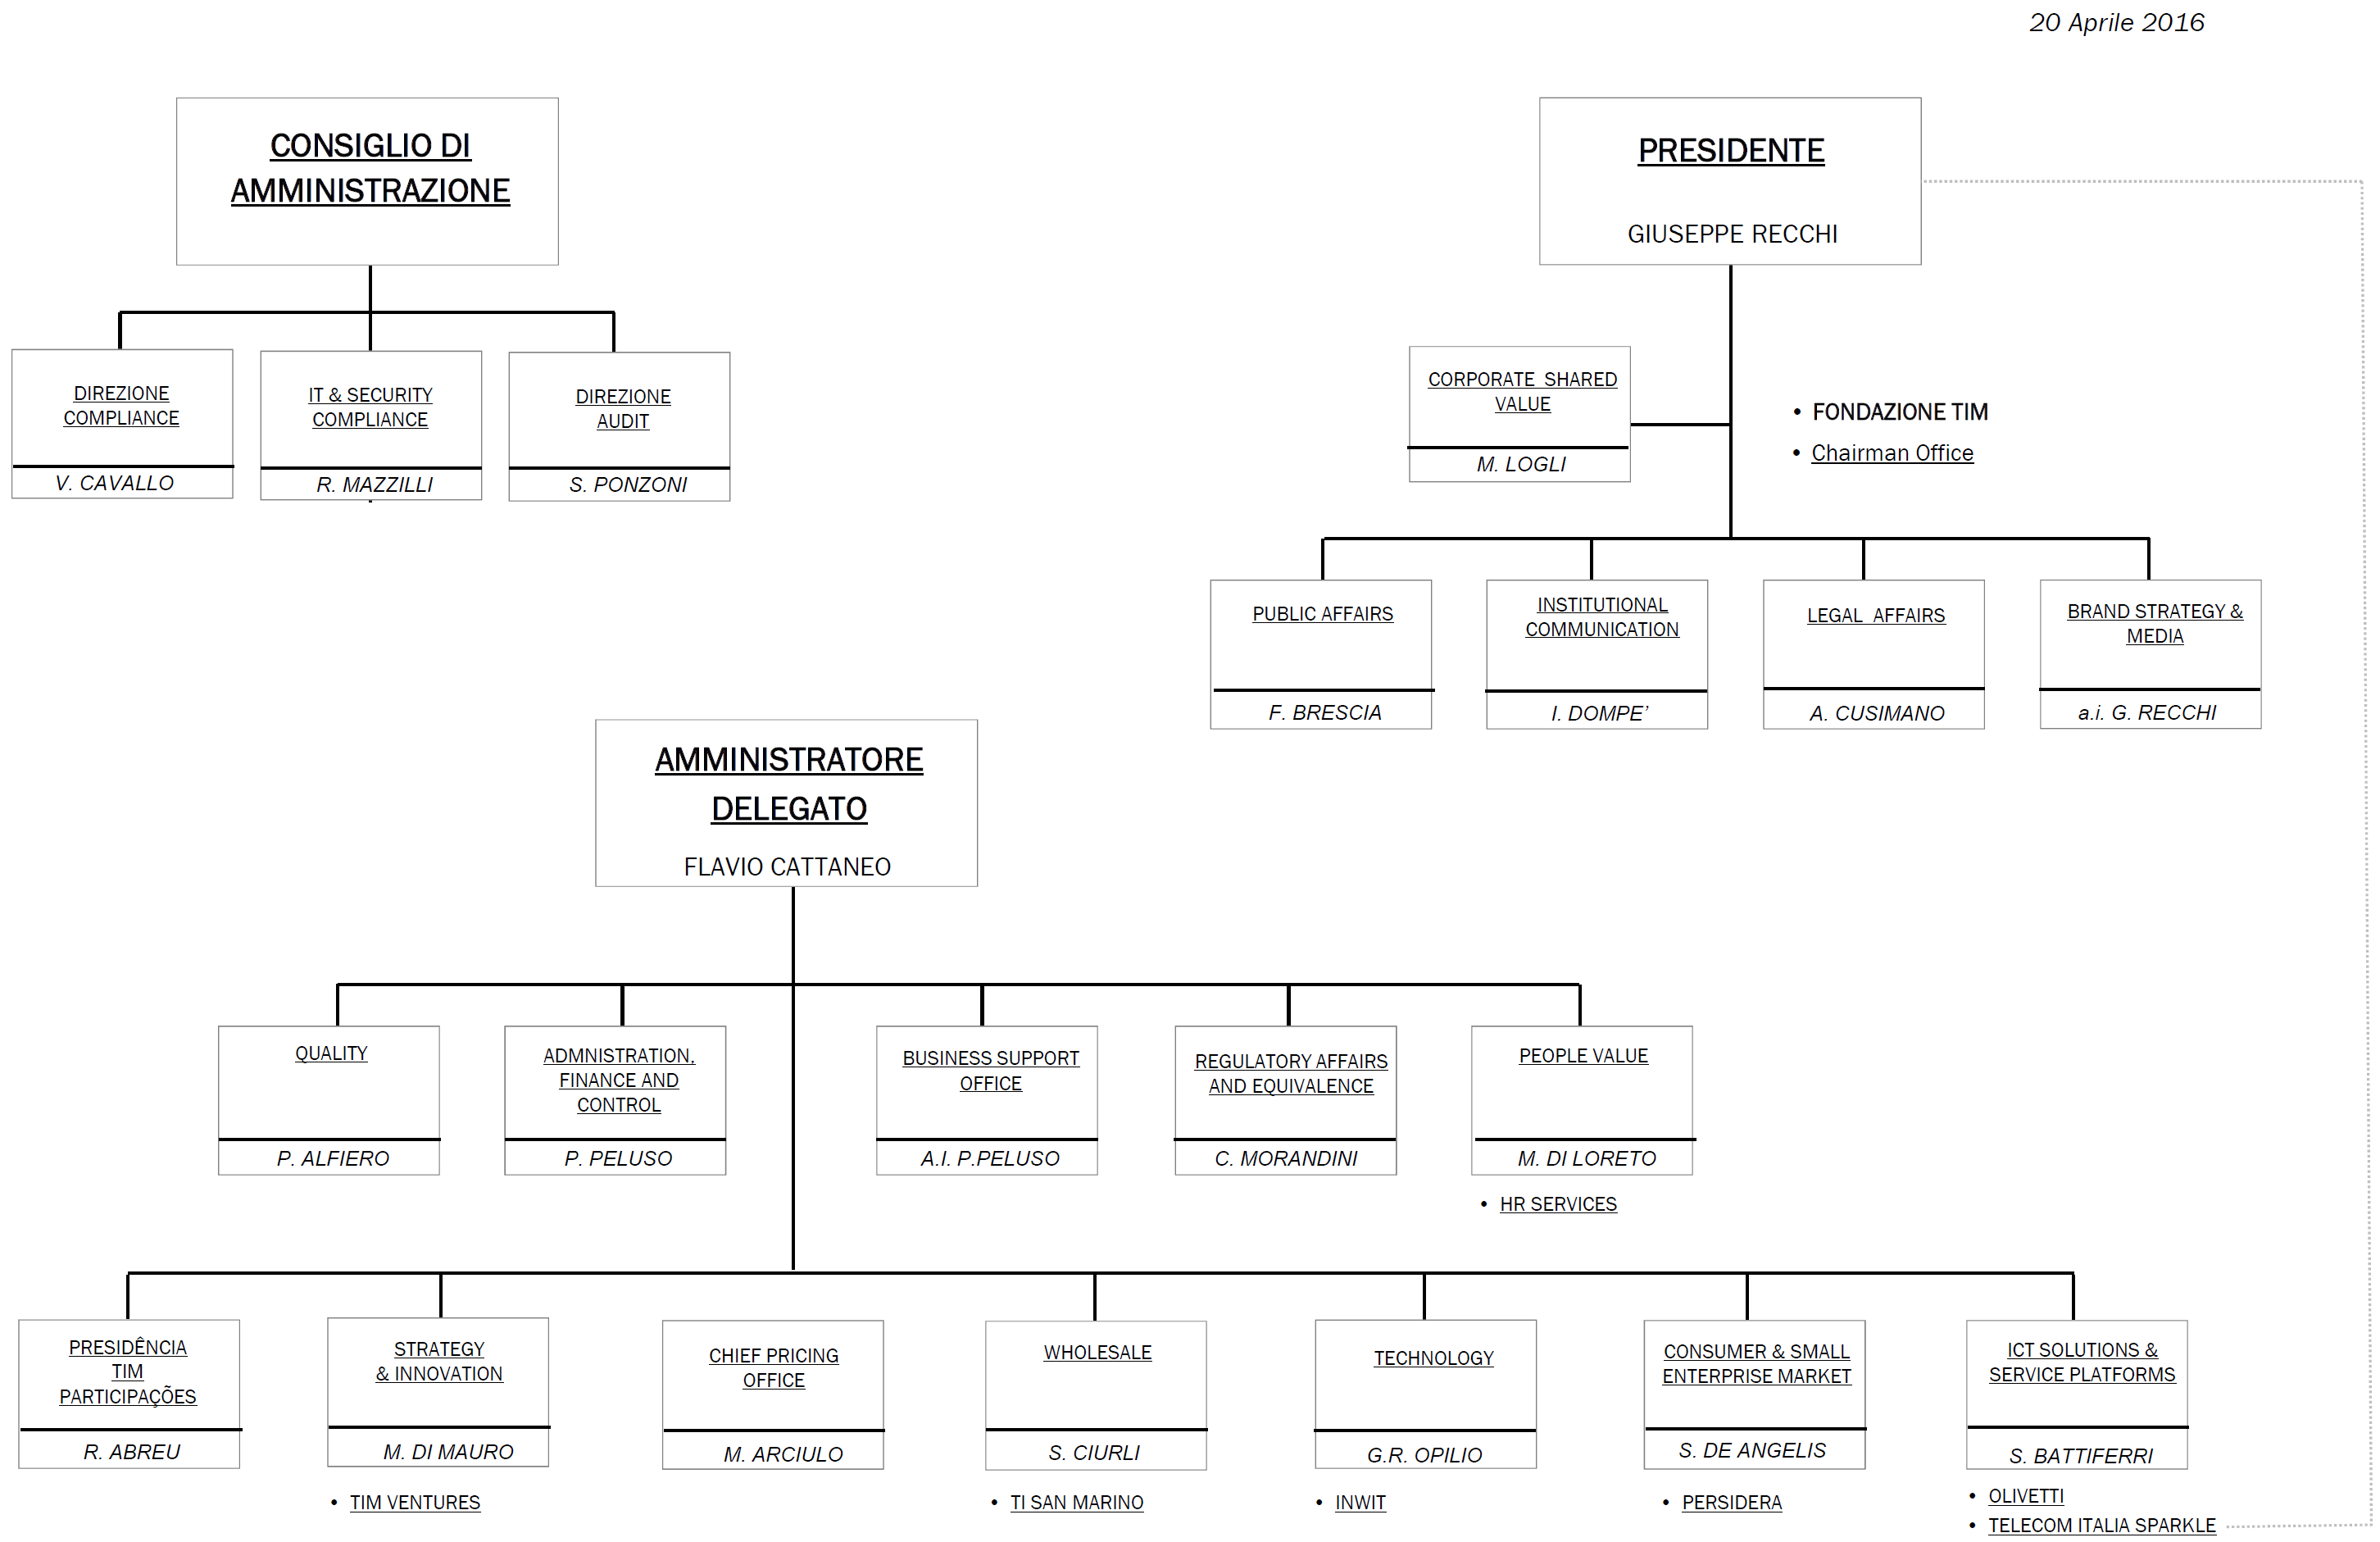 20 Aprile 2016
CONSIGLIO DI
AMMINISTRAZIONE
PRESIDENTE
GIUSEPPE RECCHI
DIREZIONE
COMPLIANCE
V. CAVALLO
IT & SECURITY
COMPLIANCE
R. MAZZILLI
DIREZIONE
AUDIT
S. PONZONI
CORPORATE SHARED
VALUE
M. LOGLI
• FONDAZIONE TIM
• Chairman Office
PUBLIC AFFAIRS
F. BRESCIA
INSTITUTIONAL
COMMUNICATION
I. DOMPE’
LEGAL AFFAIRS
A. CUSIMANO
BRAND STRATEGY &
MEDIA
a.i. G. RECCHI
AMMINISTRATORE
DELEGATO
FLAVIO CATTANEO
QUALITY
P. ALFIERO
ADMNISTRATION,
FINANCE AND
CONTROL
P. PELUSO
BUSINESS SUPPORT
OFFICE
A.I. P.PELUSO
REGULATORY AFFAIRS
AND EQUIVALENCE
C. MORANDINI
PEOPLE VALUE
M. DI LORETO
• HR SERVICES
PRESIDÊNCIA
TIM
PARTICIPAÇÕES
R. ABREU
STRATEGY
& INNOVATION
M. DI MAURO
• TIM VENTURES
CHIEF PRICING
OFFICE
M. ARCIULO
WHOLESALE
S. CIURLI
• TI SAN MARINO
TECHNOLOGY
G.R. OPILIO
• INWIT
CONSUMER & SMALL
ENTERPRISE MARKET
S. DE ANGELIS
• PERSIDERA
ICT SOLUTIONS &
SERVICE PLATFORMS
S. BATTIFERRI
• OLIVETTI
• TELECOM ITALIA SPARKLE